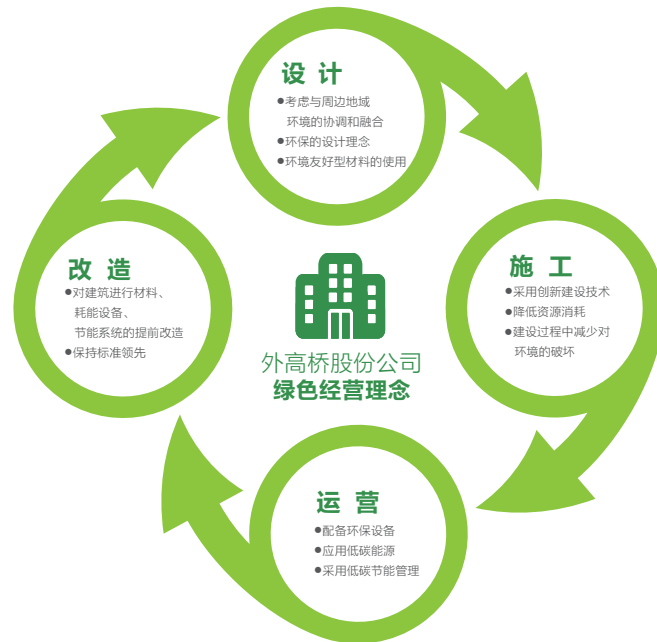 设计
●考虑与周边地域
环境的协调和融合
●环保的设计理念
●环境友好型材料的使用
改造
●对建筑进行材料、
耗能设备、
节能系统的提前改造
●保持标准领先
施工
●采用创新建设技术
●降低资源消耗
●建设过程中减少对
环境的破坏
外高桥股份公司
绿色经营理念
运营
●配备环保设备
●应用低碳能源
●采用低碳节能管理